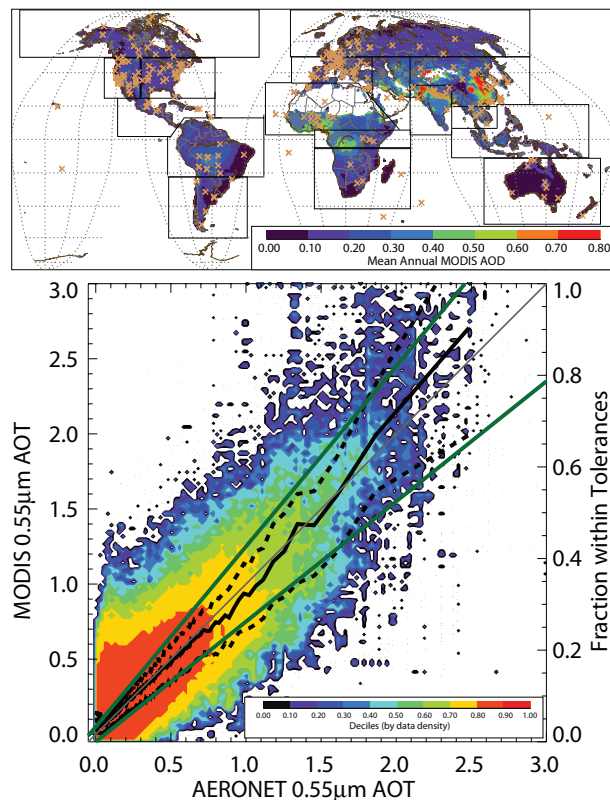 0.00 0.10 0.20 0.30 0.40 0.50 0.60 0.70 0.80
Mean Annual MODIS AOD
3.0
2.5
2.0
1.5
1.0
0.5
0.0
MODIS 0.55μm AOT
1.0
0.8
0.6
0.4
0.2
0.0
Fraction within Tolerances
0.00 0.10 0.20 0.30 0.40 0.50 0.60 0.70 0.80 0.90 1.00
Deciles (by data density)
0.0 0.5 1.0 1.5 2.0 2.5 3.0
AERONET 0.55μm AOT